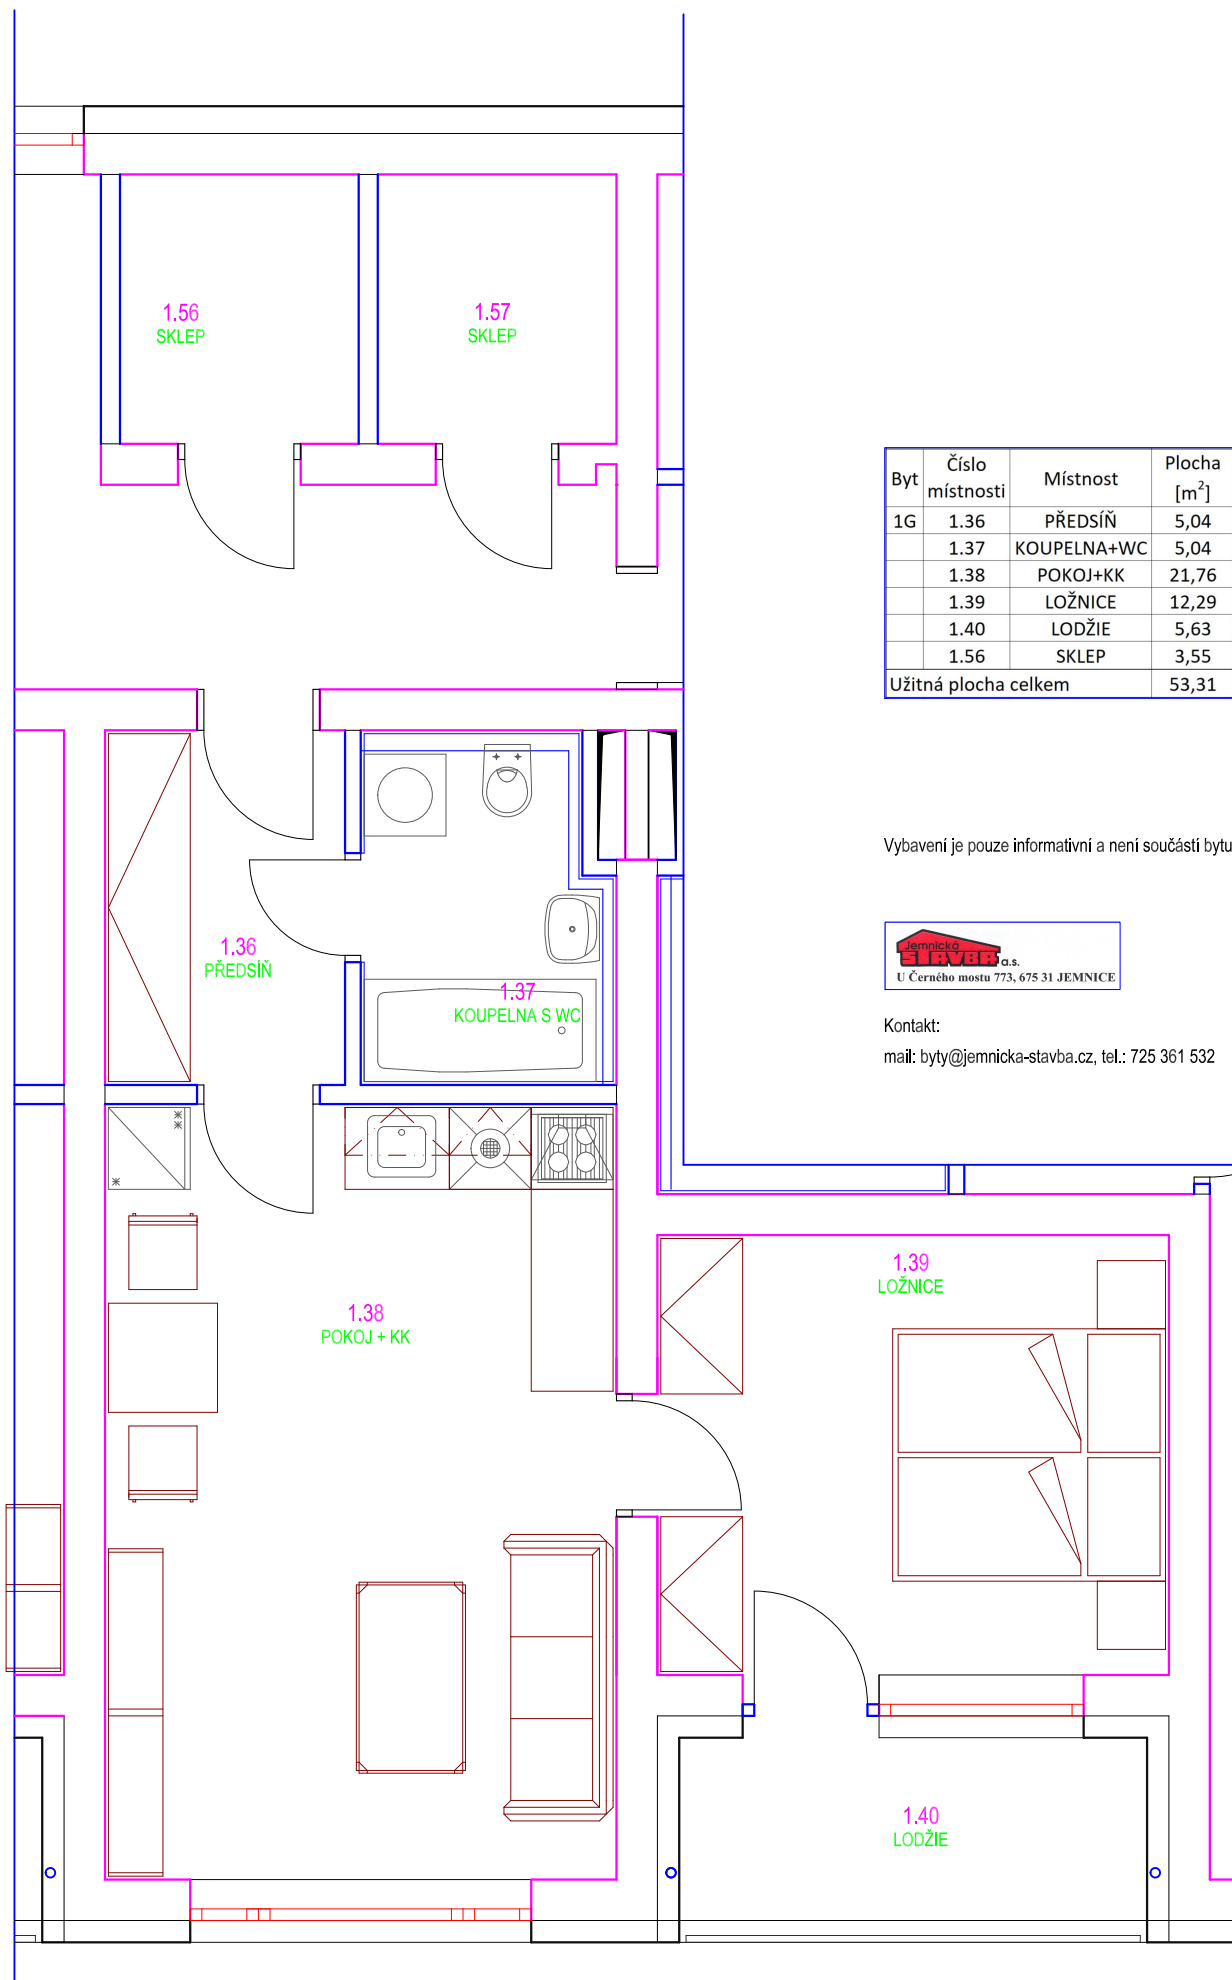 1.56
SKLEP
1.57
SKLEP
Byt Číslo místnosti Místnost Plocha [m²]
1G 1.36 PŘEDSÍŇ 5,04
1.37 KOUPELNA+WC 5,04
1.38 POKOJ+KK 21,76
1.39 LOŽNICE 12,29
1.40 LODŽIE 5,63
1.56 SKLEP 3,55
Užitná plocha celkem 53,31
Vybavení je pouze informativní a není součástí bytu
Jemnická
STAVBA a.s.
U Černého mostu 773, 675 31 JEMNICE
Kontakt:
mail: byty@jemnicka-stavba.cz, tel.: 725 361 532
1.36
PŘEDSÍŇ
1.37
KOUPELNA S WC
1.38
POKOJ + KK
1.39
LOŽNICE
1.40
LODŽIE